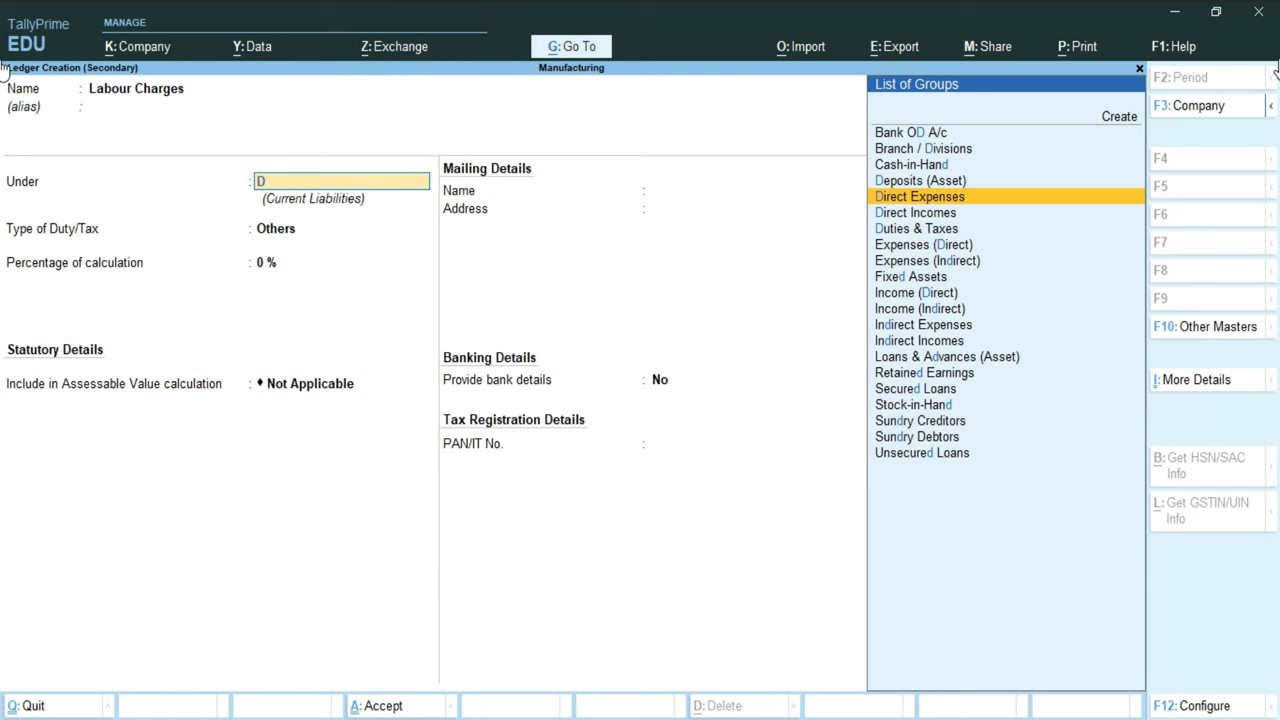 TallyPrime
EDU
MANAGE
K: Company
Y: Data
Z: Exchange
G: Go To
O: Import
E: Export
M: Share
P: Print
F1: Help
Ledger Creation (Secondary)
Manufacturing
Name : Labour Charges
(alias) :
Under : D
(Current Liabilities)
Type of Duty/Tax : Others
Percentage of calculation : 0 %
Statutory Details
Include in Assessable Value calculation : ♦ Not Applicable
Mailing Details
Name :
Address :
Banking Details
Provide bank details : No
Tax Registration Details
PAN/IT No. :
List of Groups
Create
Bank OD A/c
Branch / Divisions
Cash-in-Hand
Deposits (Asset)
Direct Expenses
Direct Incomes
Duties & Taxes
Expenses (Direct)
Expenses (Indirect)
Fixed Assets
Income (Direct)
Income (Indirect)
Indirect Expenses
Indirect Incomes
Loans & Advances (Asset)
Retained Earnings
Secured Loans
Stock-in-Hand
Sundry Creditors
Sundry Debtors
Unsecured Loans
F2: Period
F3: Company
F4
F5
F6
F7
F8
F9
F10: Other Masters
I: More Details
B: Get HSN/SAC
Info
L: Get GSTIN/UIN
Info
Q: Quit
A: Accept
D: Delete
F12: Configure